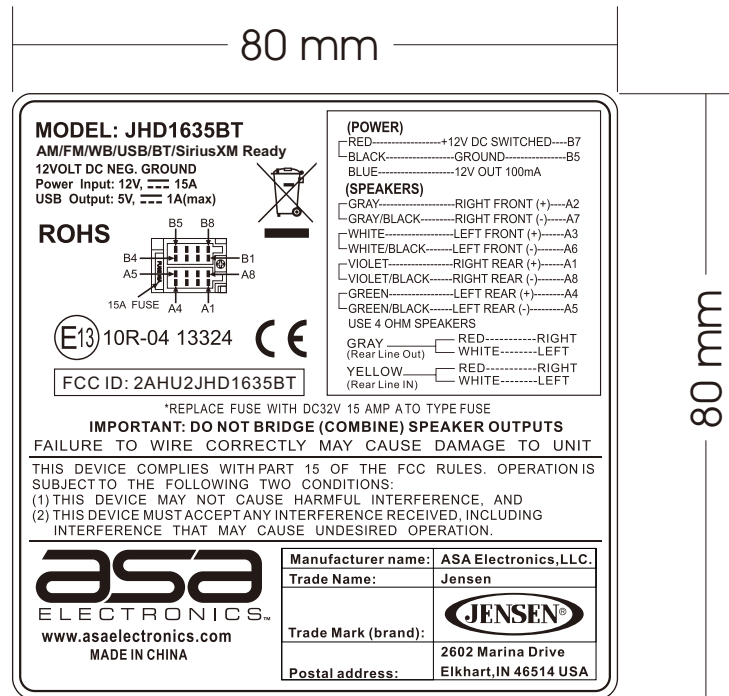 80 mm
MODEL: JHD1635BT
AM/FM/WB/USB/BT/SiriusXM Ready
12VOLT DC NEG. GROUND
Power Input: 12V, ⎓ 15A
USB Output: 5V, ⎓ 1A(max)
ROHS
B5 B8
B4 B1
A5 A8
15A FUSE A4 A1
E13 10R-04 13324 CE
FCC ID: 2AHU2JHD1635BT
(POWER)
RED------------------+12V DC SWITCHED----B7
BLACK----------------GROUND---------------B5
BLUE-----------------12V OUT 100mA
(SPEAKERS)
GRAY------------------RIGHT FRONT (+)----A2
GRAY/BLACK---------RIGHT FRONT (-)-----A7
WHITE----------------LEFT FRONT (+)------A3
WHITE/BLACK------LEFT FRONT (-)-------A6
VIOLET---------------RIGHT REAR (+)-----A1
VIOLET/BLACK------RIGHT REAR (-)------A8
GREEN----------------LEFT REAR (+)-------A4
GREEN/BLACK------LEFT REAR (-)--------A5
USE 4 OHM SPEAKERS
GRAY RED-----------RIGHT
(Rear Line Out) WHITE--------LEFT
YELLOW RED-----------RIGHT
(Rear Line IN) WHITE--------LEFT
*REPLACE FUSE WITH DC32V 15 AMP ATO TYPE FUSE
IMPORTANT: DO NOT BRIDGE (COMBINE) SPEAKER OUTPUTS
FAILURE TO WIRE CORRECTLY MAY CAUSE DAMAGE TO UNIT
THIS DEVICE COMPLIES WITH PART 15 OF THE FCC RULES. OPERATION IS
SUBJECT TO THE FOLLOWING TWO CONDITIONS:
(1) THIS DEVICE MAY NOT CAUSE HARMFUL INTERFERENCE, AND
(2) THIS DEVICE MUST ACCEPT ANY INTERFERENCE RECEIVED, INCLUDING
INTERFERENCE THAT MAY CAUSE UNDESIRED OPERATION.
asa
ELECTRONICS™
www.asaelectronics.com
MADE IN CHINA
Manufacturer name: ASA Electronics,LLC.
Trade Name: Jensen
Trade Mark (brand): JENSEN®
Postal address: 2602 Marina Drive
Elkhart,IN 46514 USA
80 mm